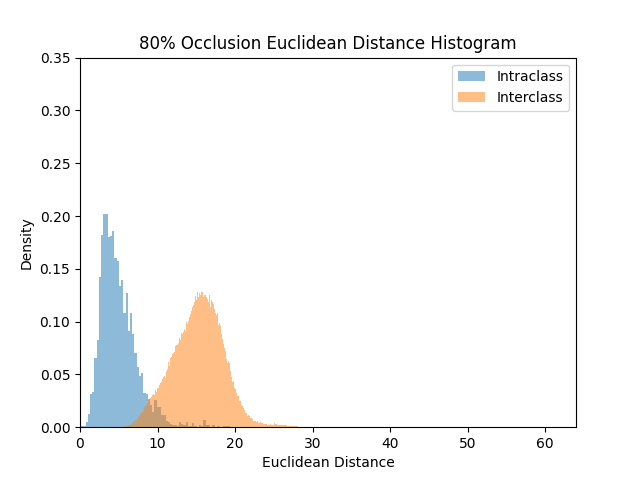 80% Occlusion Euclidean Distance Histogram
Intraclass
Interclass
Density
0.35
0.30
0.25
0.20
0.15
0.10
0.05
0.00
0 10 20 30 40 50 60
Euclidean Distance